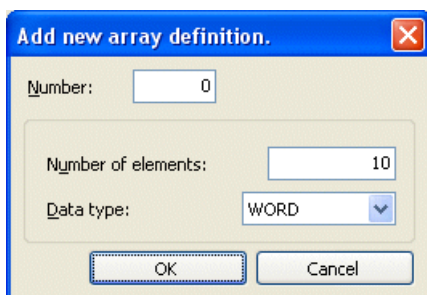 Add new array definition.
Number: 0
Number of elements: 10
Data type: WORD
OK Cancel